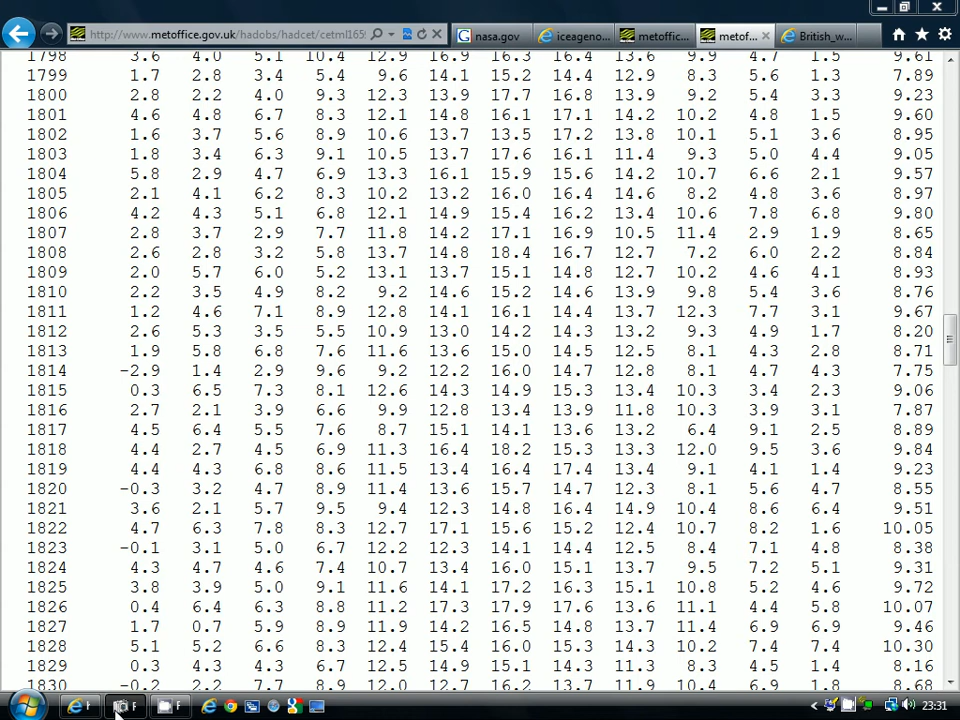 http://www.metoffice.gov.uk/hadobs/hadcet/cetml165 nasa.gov iceageno... metoffic... metof... British_w...
1798 3.6 4.0 5.1 10.4 12.9 16.9 16.3 16.4 13.6 9.9 4.7 1.5 9.61
1799 1.7 2.8 3.4 5.4 9.6 14.1 15.2 14.4 12.9 8.3 5.6 1.3 7.89
1800 2.8 2.2 4.0 9.3 12.3 13.9 17.7 16.8 13.9 9.2 5.4 3.3 9.23
1801 4.6 4.8 6.7 8.3 12.1 14.8 16.1 17.1 14.2 10.2 4.8 1.5 9.60
1802 1.6 3.7 5.6 8.9 10.6 13.7 13.5 17.2 13.8 10.1 5.1 3.6 8.95
1803 1.8 3.4 6.3 9.1 10.5 13.7 17.6 16.1 11.4 9.3 5.0 4.4 9.05
1804 5.8 2.9 4.7 6.9 13.3 16.1 15.9 15.6 14.2 10.7 6.6 2.1 9.57
1805 2.1 4.1 6.2 8.3 10.2 13.2 16.0 16.4 14.6 8.2 4.8 3.6 8.97
1806 4.2 4.3 5.1 6.8 12.1 14.9 15.4 16.2 13.4 10.6 7.8 6.8 9.80
1807 2.8 3.7 2.9 7.7 11.8 14.2 17.1 16.9 10.5 11.4 2.9 1.9 8.65
1808 2.6 2.8 3.2 5.8 13.7 14.8 18.4 16.7 12.7 7.2 6.0 2.2 8.84
1809 2.0 5.7 6.0 5.2 13.1 13.7 15.1 14.8 12.7 10.2 4.6 4.1 8.93
1810 2.2 3.5 4.9 8.2 9.2 14.6 15.2 14.6 13.9 9.8 5.4 3.6 8.76
1811 1.2 4.6 7.1 8.9 12.8 14.1 16.1 14.4 13.7 12.3 7.7 3.1 9.67
1812 2.6 5.3 3.5 5.5 10.9 13.0 14.2 14.3 13.2 9.3 4.9 1.7 8.20
1813 1.9 5.8 6.8 7.6 11.6 13.6 15.0 14.5 12.5 8.1 4.3 2.8 8.71
1814 -2.9 1.4 2.9 9.6 9.2 12.2 16.0 14.7 12.8 8.1 4.7 4.3 7.75
1815 0.3 6.5 7.3 8.1 12.6 14.3 14.9 15.3 13.4 10.3 3.4 2.3 9.06
1816 2.7 2.1 3.9 6.6 9.9 12.8 13.4 13.9 11.8 10.3 3.9 3.1 7.87
1817 4.5 6.4 5.5 7.6 8.7 15.1 14.1 13.6 13.2 6.4 9.1 2.5 8.89
1818 4.4 2.7 4.5 6.9 11.3 16.4 18.2 15.3 13.3 12.0 9.5 3.6 9.84
1819 4.4 4.3 6.8 8.6 11.5 13.4 16.4 17.4 13.4 9.1 4.1 1.4 9.23
1820 -0.3 3.2 4.7 8.9 11.4 13.6 15.7 14.7 12.3 8.1 5.6 4.7 8.55
1821 3.6 2.1 5.7 9.5 9.4 12.3 14.8 16.4 14.9 10.4 8.6 6.4 9.51
1822 4.7 6.3 7.8 8.3 12.7 17.1 15.6 15.2 12.4 10.7 8.2 1.6 10.05
1823 -0.1 3.1 5.0 6.7 12.2 12.3 14.1 14.4 12.5 8.4 7.1 4.8 8.38
1824 4.3 4.7 4.6 7.4 10.7 13.4 16.0 15.1 13.7 9.5 7.2 5.1 9.31
1825 3.8 3.9 5.0 9.1 11.6 14.1 17.2 16.3 15.1 10.8 5.2 4.6 9.72
1826 0.4 6.4 6.3 8.8 11.2 17.3 17.9 17.6 13.6 11.1 4.4 5.8 10.07
1827 1.7 0.7 5.9 8.9 11.9 14.2 16.5 14.8 13.7 11.4 6.9 6.9 9.46
1828 5.1 5.2 6.6 8.3 12.4 15.4 16.0 15.2 14.3 10.2 7.4 7.4 10.30
1829 0.3 4.3 4.3 6.7 12.5 14.9 15.1 14.3 11.3 8.3 4.5 1.4 8.16
1830 -0.2 2.2 7.7 8.9 12.0 12.7 16.2 13.7 11.9 10.4 6.9 1.8 8.68
23:31